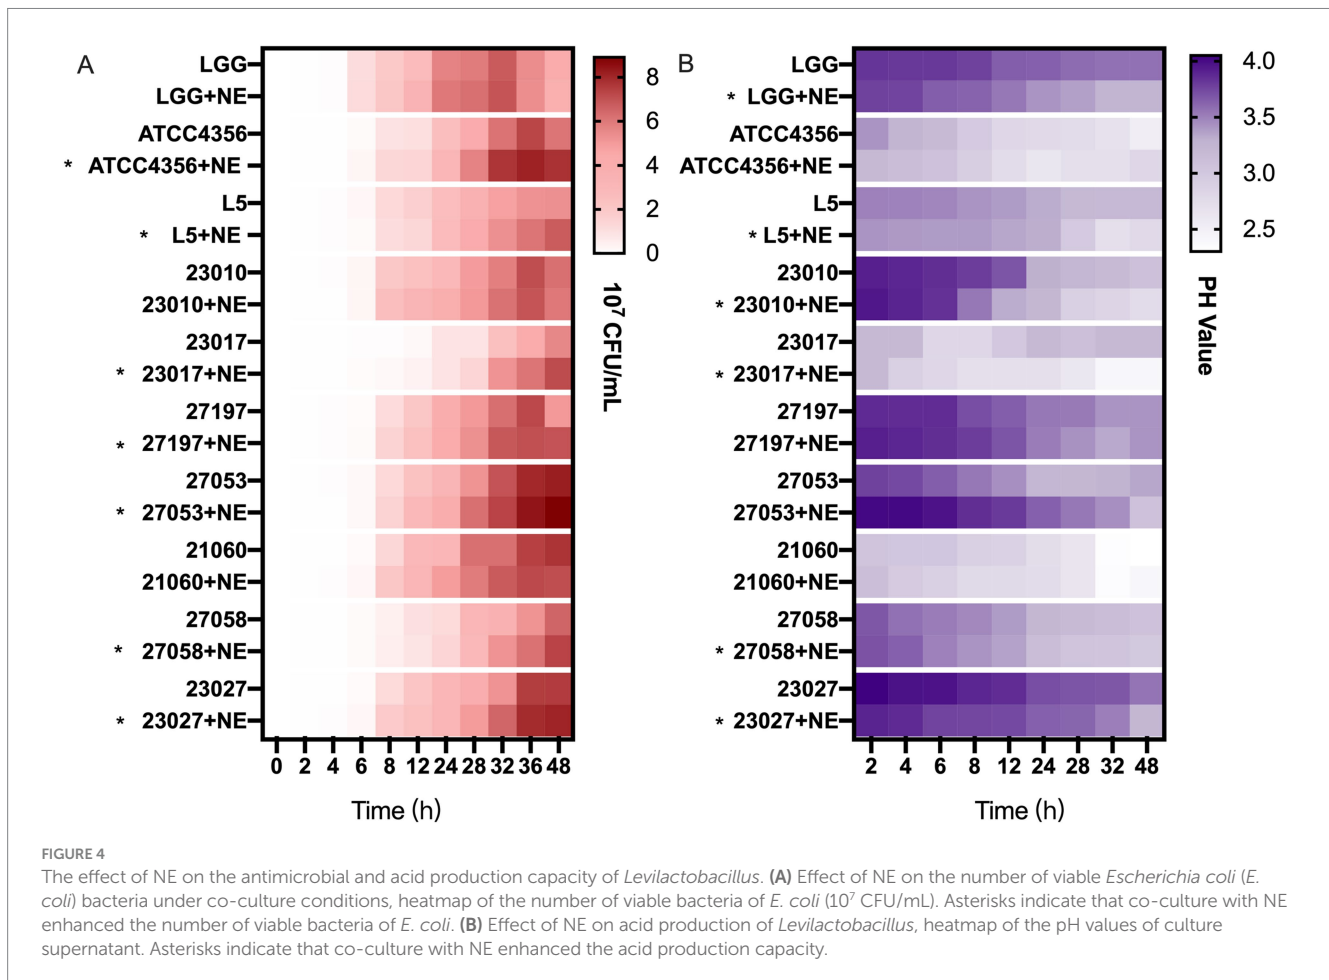 A
LGG
LGG+NE
ATCC4356
* ATCC4356+NE
L5
* L5+NE
23010
23010+NE
23017
* 23017+NE
27197
* 27197+NE
27053
* 27053+NE
21060
21060+NE
27058
* 27058+NE
23027
* 23027+NE
0 2 4 6 8 12 24 28 32 36 48
Time (h)
8
6
4
2
0
10⁷ CFU/mL
B
LGG
* LGG+NE
ATCC4356
ATCC4356+NE
L5
* L5+NE
23010
* 23010+NE
23017
* 23017+NE
27197
27197+NE
27053
27053+NE
21060
21060+NE
27058
* 27058+NE
23027
* 23027+NE
2 4 6 8 12 24 28 32 48
Time (h)
4.0
3.5
3.0
2.5
PH Value
FIGURE 4
The effect of NE on the antimicrobial and acid production capacity of Levilactobacillus. (A) Effect of NE on the number of viable Escherichia coli (E.
coli) bacteria under co-culture conditions, heatmap of the number of viable bacteria of E. coli (10⁷ CFU/mL). Asterisks indicate that co-culture with NE
enhanced the number of viable bacteria of E. coli. (B) Effect of NE on acid production of Levilactobacillus, heatmap of the pH values of culture
supernatant. Asterisks indicate that co-culture with NE enhanced the acid production capacity.